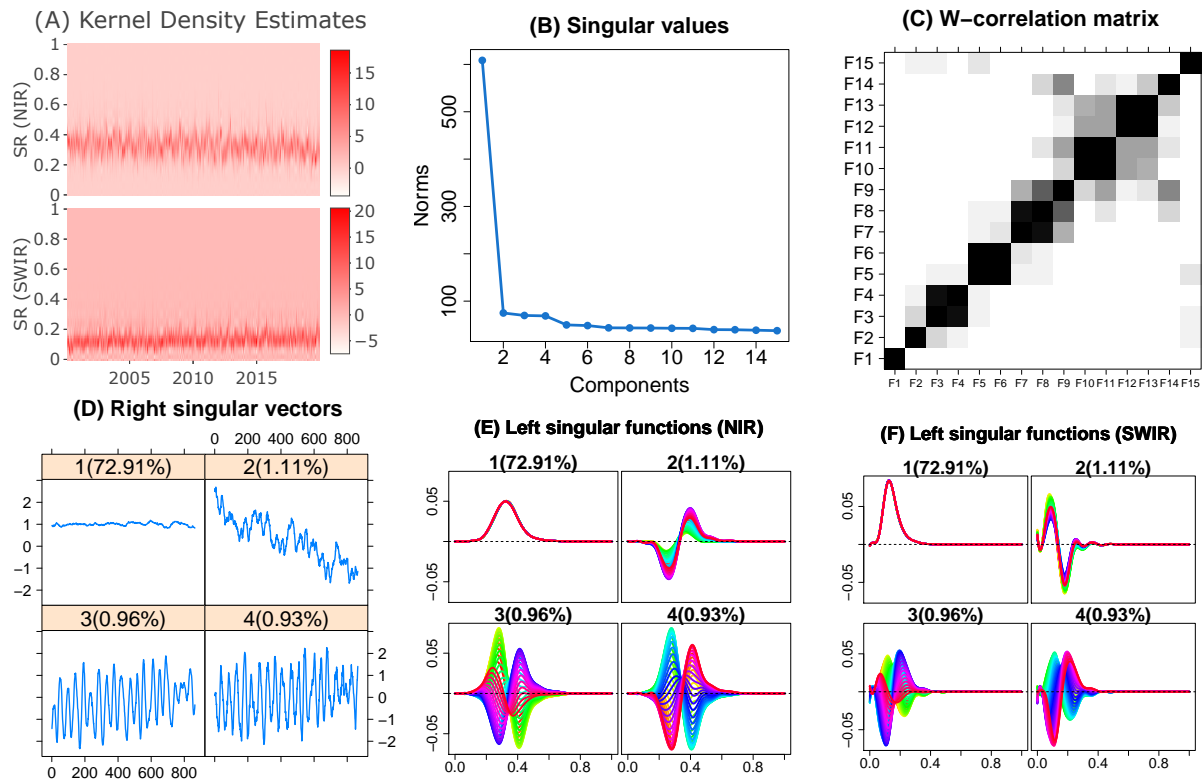 (A) Kernel Density Estimates
SR (NIR)
1
0.8
0.6
0.4
0.2
0
15
10
5
0
SR (SWIR)
1
0.8
0.6
0.4
0.2
0
20
15
10
5
0
−5
2005 2010 2015
(B) Singular values
Norms
500
300
100
2 4 6 8 10 12 14
Components
(C) W−correlation matrix
F15
F14
F13
F12
F11
F10
F9
F8
F7
F6
F5
F4
F3
F2
F1
F1 F2 F3 F4 F5 F6 F7 F8 F9 F10 F11 F12 F13 F14 F15
(D) Right singular vectors
0 200 400 600 800
1(72.91%) 2(1.11%)
2
1
0
−1
−2
3(0.96%) 4(0.93%)
2
1
0
−1
−2
0 200 400 600 800
(E) Left singular functions (NIR)
1(72.91%) 2(1.11%)
0.05
−0.05
3(0.96%) 4(0.93%)
0.05
−0.05
0.0 0.4 0.8 0.0 0.4 0.8
(F) Left singular functions (SWIR)
1(72.91%) 2(1.11%)
0.05
−0.05
3(0.96%) 4(0.93%)
0.05
−0.05
0.0 0.4 0.8 0.0 0.4 0.8